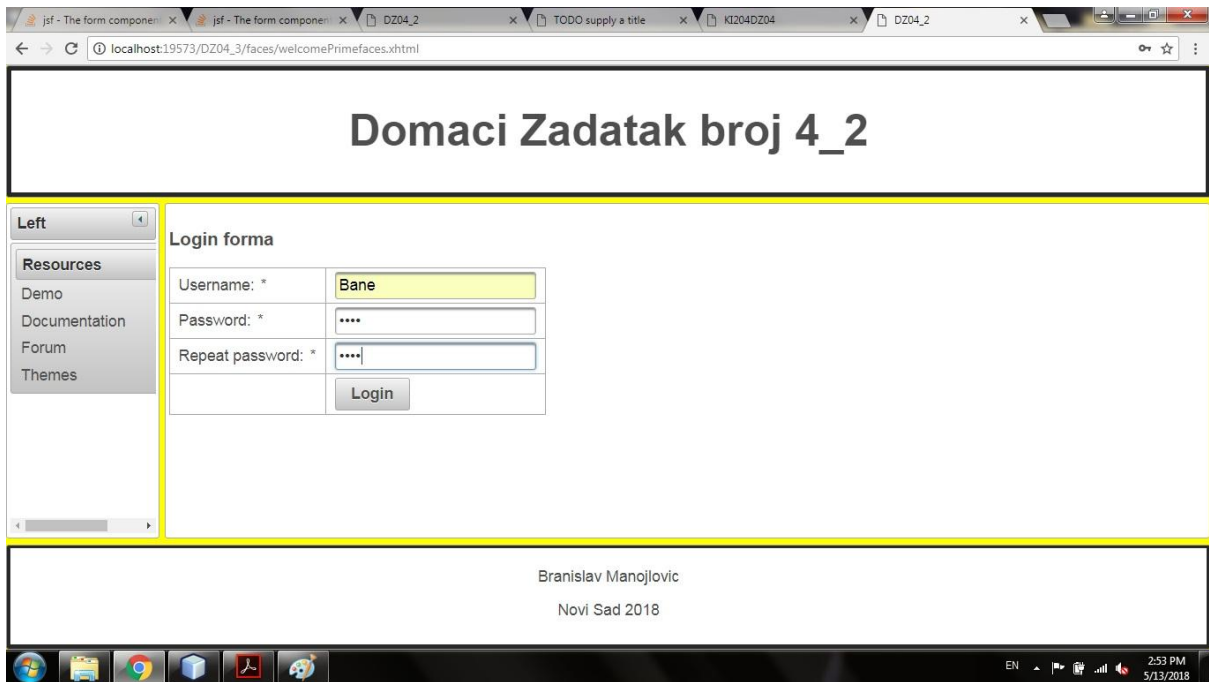 jsf - The form componen
jsf - The form componen
DZ04_2
TODO supply a title
KI204DZ04
DZ04_2
localhost:19573/DZ04_3/faces/welcomePrimefaces.xhtml
Domaci Zadatak broj 4_2
Left
Resources
Demo
Documentation
Forum
Themes
Login forma
Username: *
Bane
Password: *
••••
Repeat password: *
••••
Login
Branislav Manojlovic
Novi Sad 2018
EN
2:53 PM
5/13/2018